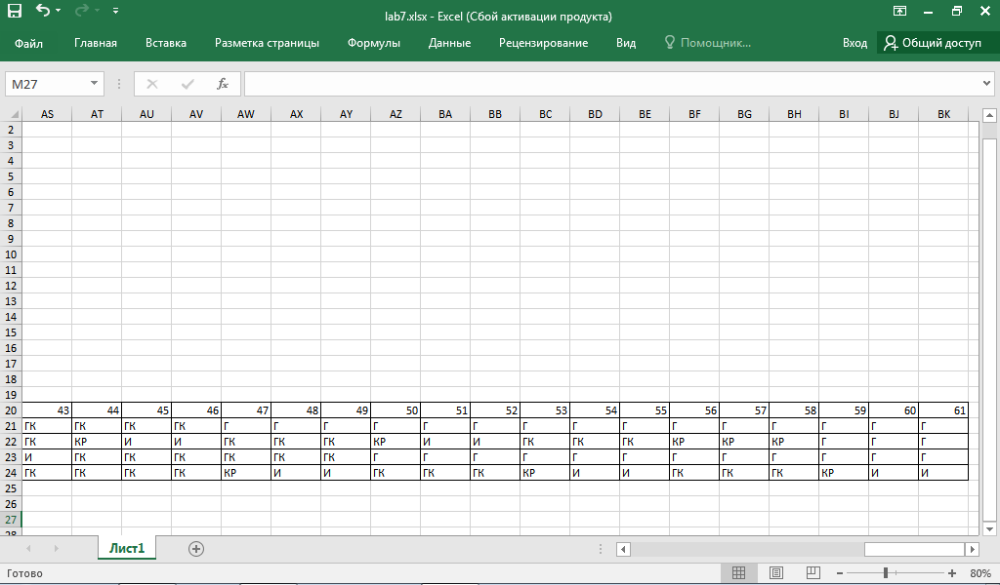 lab7.xlsx - Excel (Сбой активации продукта)
Файл Главная Вставка Разметка страницы Формулы Данные Рецензирование Вид Помощник... Вход Общий доступ
M27 fx
AS AT AU AV AW AX AY AZ BA BB BC BD BE BF BG BH BI BJ BK
2
3
4
5
6
7
8
9
10
11
12
13
14
15
16
17
18
19
20 43 44 45 46 47 48 49 50 51 52 53 54 55 56 57 58 59 60 61
21 ГК ГК ГК ГК Г Г Г Г Г Г Г Г Г Г Г Г Г Г Г
22 ГК КР И И ГК ГК ГК КР И И ГК ГК ГК КР КР КР Г Г Г
23 И ГК ГК ГК ГК ГК ГК Г Г Г Г Г Г Г Г Г Г Г Г
24 ГК ГК ГК ГК КР И И ГК ГК ГК КР И И ГК ГК ГК КР И И
25
26
27
28
Лист1
Готово 80%